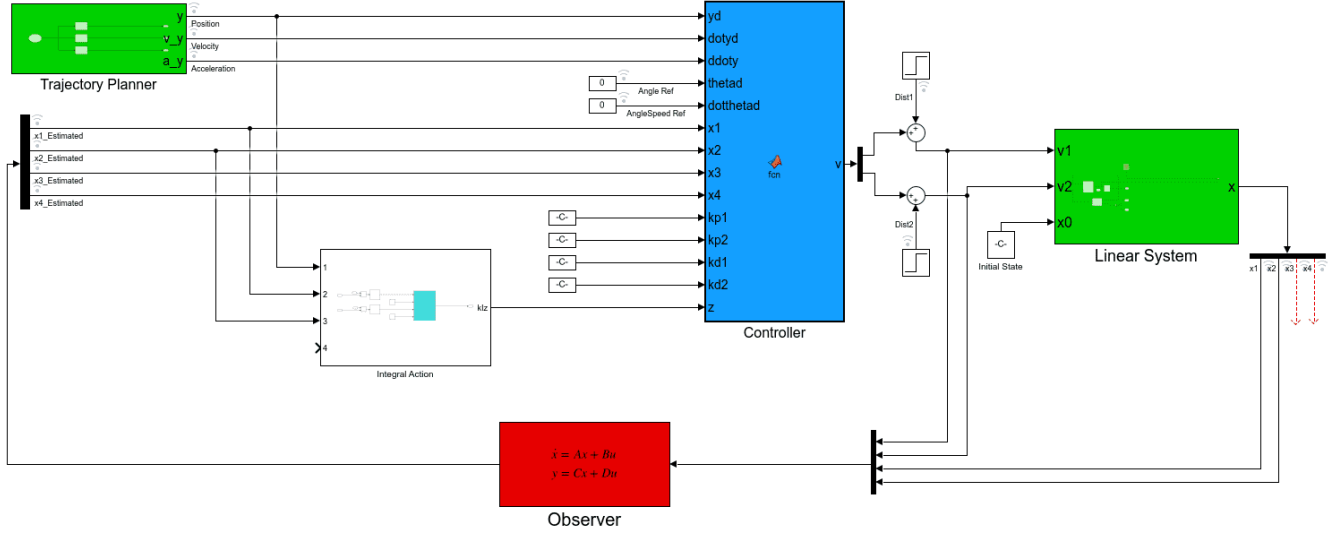 y
Position
v_y
Velocity
a_y
Acceleration
Trajectory Planner
0
Angle Ref
0
AngleSpeed Ref
x1_Estimated
x2_Estimated
x3_Estimated
x4_Estimated
-C-
-C-
-C-
-C-
1
2
3
4
kIz
Integral Action
yd
dotyd
ddoty
thetad
dotthetad
x1
x2
x3
x4
kp1
kp2
kd1
kd2
z
fcn
v
Controller
Dist1
++
++
Dist2
v1
v2
x0
x
-C-
Initial State
Linear System
x1
x2
x3
x4
x = Ax + Bu
y = Cx + Du
Observer